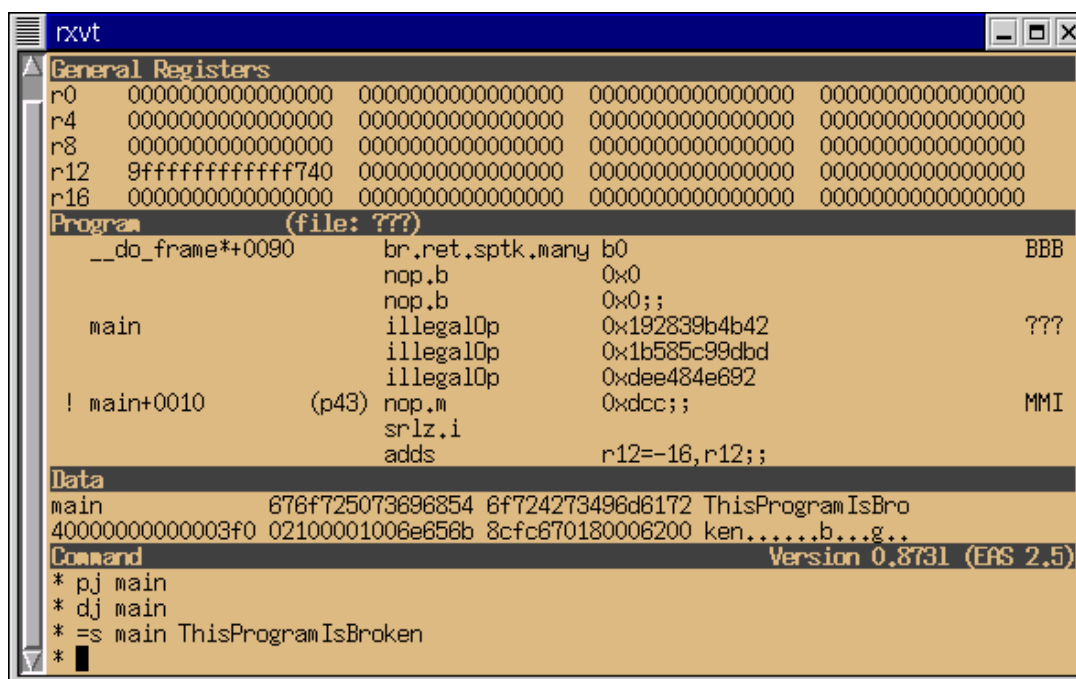 rxvt
General Registers
r0 0000000000000000 0000000000000000 0000000000000000 0000000000000000
r4 0000000000000000 0000000000000000 0000000000000000 0000000000000000
r8 0000000000000000 0000000000000000 0000000000000000 0000000000000000
r12 9ffffffffffff740 0000000000000000 0000000000000000 0000000000000000
r16 0000000000000000 0000000000000000 0000000000000000 0000000000000000
Program (file: ???)
__do_frame*+0090 br.ret.sptk.many b0 BBB
nop.b 0x0
nop.b 0x0;;
main illegalOp 0x192839b4b42 ???
illegalOp 0x1b585c99dbd
illegalOp 0xdee484e692
! main+0010 (p43) nop.m 0xdcc;; MMI
srlz.i
adds r12=-16,r12;;
Data
main 676f725073696854 6f724273496d6172 ThisProgramIsBro
40000000000003f0 02100001006e656b 8cfc670180006200 ken......b...g..
Command Version 0.873l (EAS 2.5)
* pj main
* dj main
* =s main ThisProgramIsBroken
*